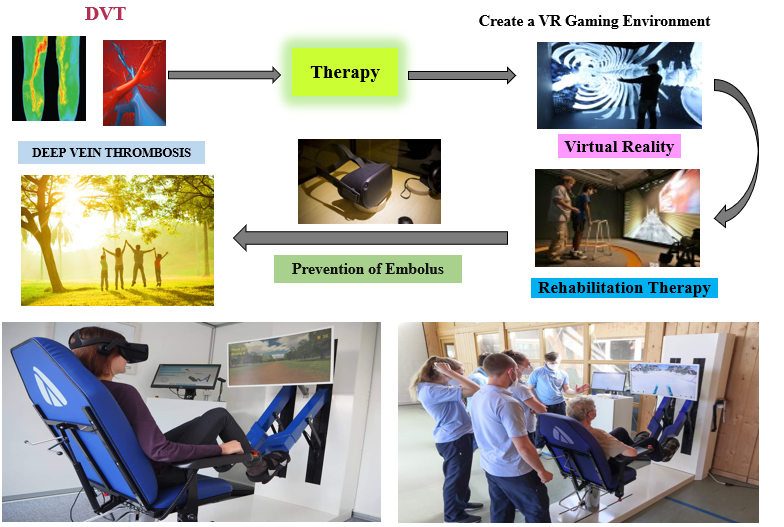 DVT
Create a VR Gaming Environment
Therapy
DEEP VEIN THROMBOSIS
Virtual Reality
Prevention of Embolus
Rehabilitation Therapy